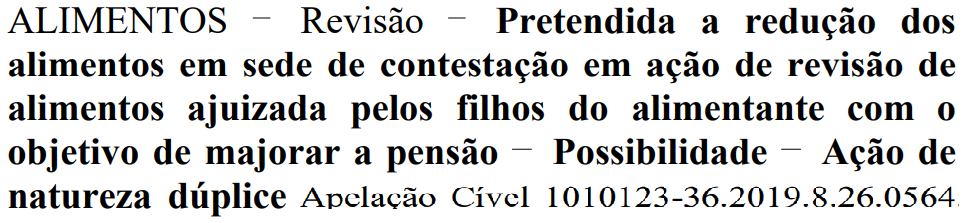 ALIMENTOS – Revisão – Pretendida a redução dos
alimentos em sede de contestação em ação de revisão de
alimentos ajuizada pelos filhos do alimentante com o
objetivo de majorar a pensão – Possibilidade – Ação de
natureza dúplice Apelação Cível 1010123-36.2019.8.26.0564.